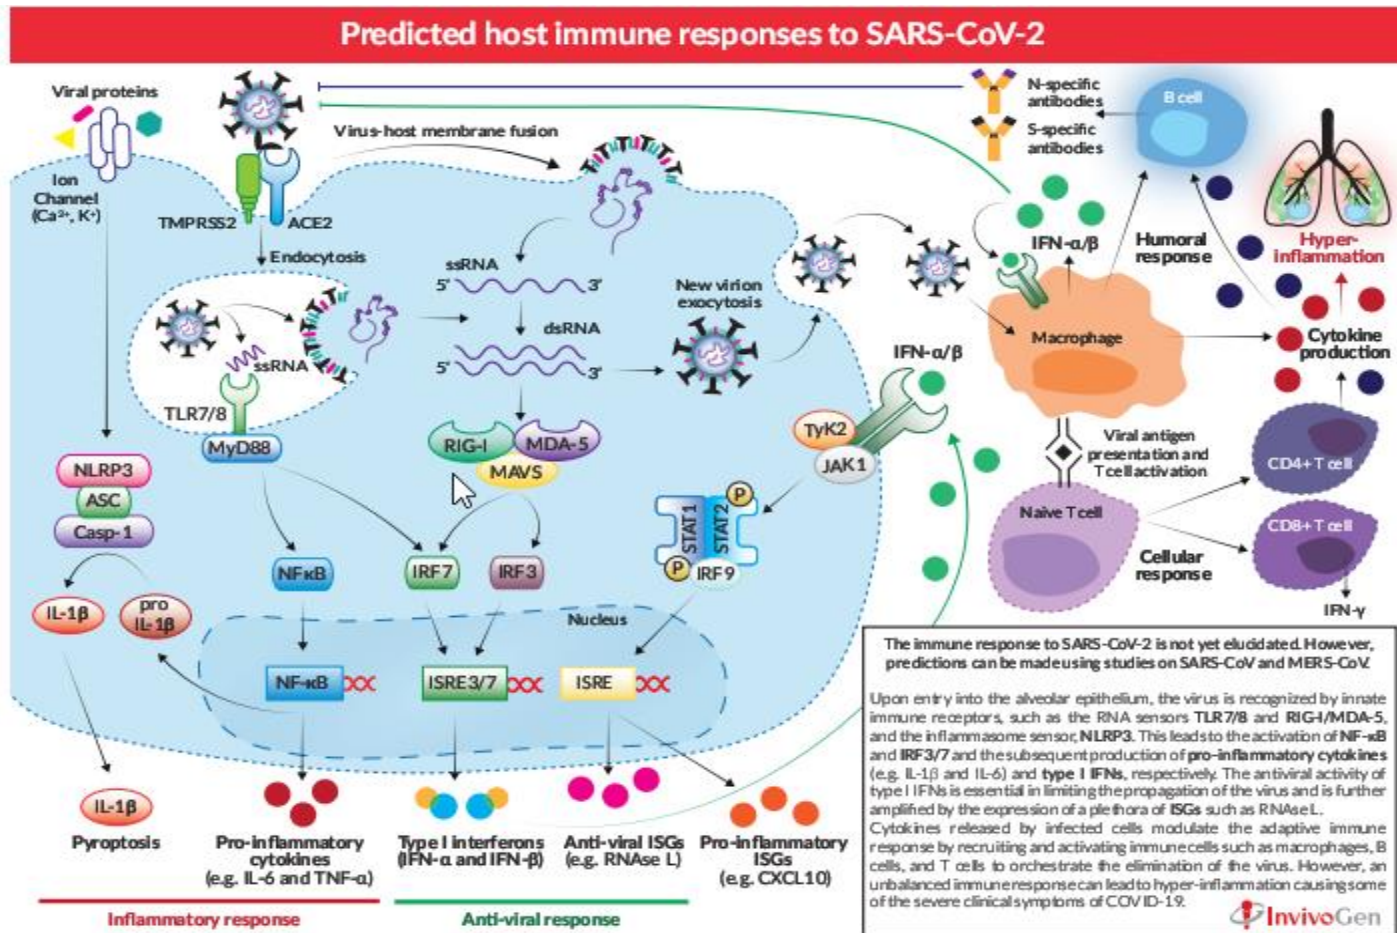 Predicted host immune responses to SARS-CoV-2
Viral proteins
Ion
Channel
(Ca²⁺, K⁺)
TMPRSS2
ACE2
Virus-host membrane fusion
Endocytosis
ssRNA
TLR7/8
MyD88
ssRNA
5' 3'
dsRNA
5' 3'
New virion
exocytosis
RIG-I
MDA-5
MAVS
NLRP3
ASC
Casp-1
IL-1β
pro
IL-1β
NFκB
IRF7
IRF3
TyK2
JAK1
IFN-α/β
STAT1
STAT2
P
P
IRF9
Nucleus
NF-κB
ISRE3/7
ISRE
IL-1β
Pyroptosis
Pro-inflammatory
cytokines
(e.g. IL-6 and TNF-α)
Type I interferons
(IFN-α and IFN-β)
Anti-viral ISGs
(e.g. RNAse L)
Pro-inflammatory
ISGs
(e.g. CXCL10)
Inflammatory response
Anti-viral response
N-specific
antibodies
S-specific
antibodies
B cell
IFN-α/β
Humoral
response
Hyper-
inflammation
Macrophage
Cytokine
production
Viral antigen
presentation and
T cell activation
Naive T cell
CD4+ T cell
CD8+ T cell
Cellular
response
IFN-γ
The immune response to SARS-CoV-2 is not yet elucidated. However,
predictions can be made using studies on SARS-CoV and MERS-CoV.
Upon entry into the alveolar epithelium, the virus is recognized by innate
immune receptors, such as the RNA sensors TLR7/8 and RIG-I/MDA-5,
and the inflammasome sensor, NLRP3. This leads to the activation of NF-κB
and IRF3/7 and the subsequent production of pro-inflammatory cytokines
(e.g. IL-1β and IL-6) and type I IFNs, respectively. The antiviral activity of
type I IFNs is essential in limiting the propagation of the virus and is further
amplified by the expression of a plethora of ISGs such as RNAse L.
Cytokines released by infected cells modulate the adaptive immune
response by recruiting and activating immune cells such as macrophages, B
cells, and T cells to orchestrate the elimination of the virus. However, an
unbalanced immune response can lead to hyper-inflammation causing some
of the severe clinical symptoms of COVID-19.
InvivoGen